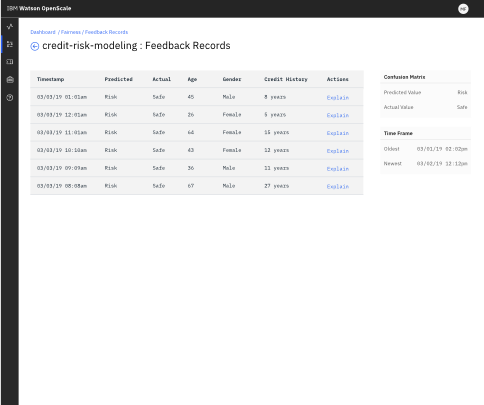 IBM Watson OpenScale
Dashboard / Fairness / Feedback Records
credit-risk-modeling : Feedback Records
Timestamp Predicted Actual Age Gender Credit History Actions
03/03/19 01:01am Risk Safe 45 Male 8 years Explain
03/03/19 12:01am Risk Safe 26 Female 5 years Explain
03/03/19 11:01am Risk Safe 64 Female 15 years Explain
03/03/19 10:10am Risk Safe 43 Female 12 years Explain
03/03/19 09:09am Risk Safe 36 Male 11 years Explain
03/03/19 08:08am Risk Safe 67 Male 27 years Explain
Confusion Matrix
Predicted Value Risk
Actual Value Safe
Time Frame
Oldest 03/01/19 02:02pm
Newest 03/02/19 12:12pm